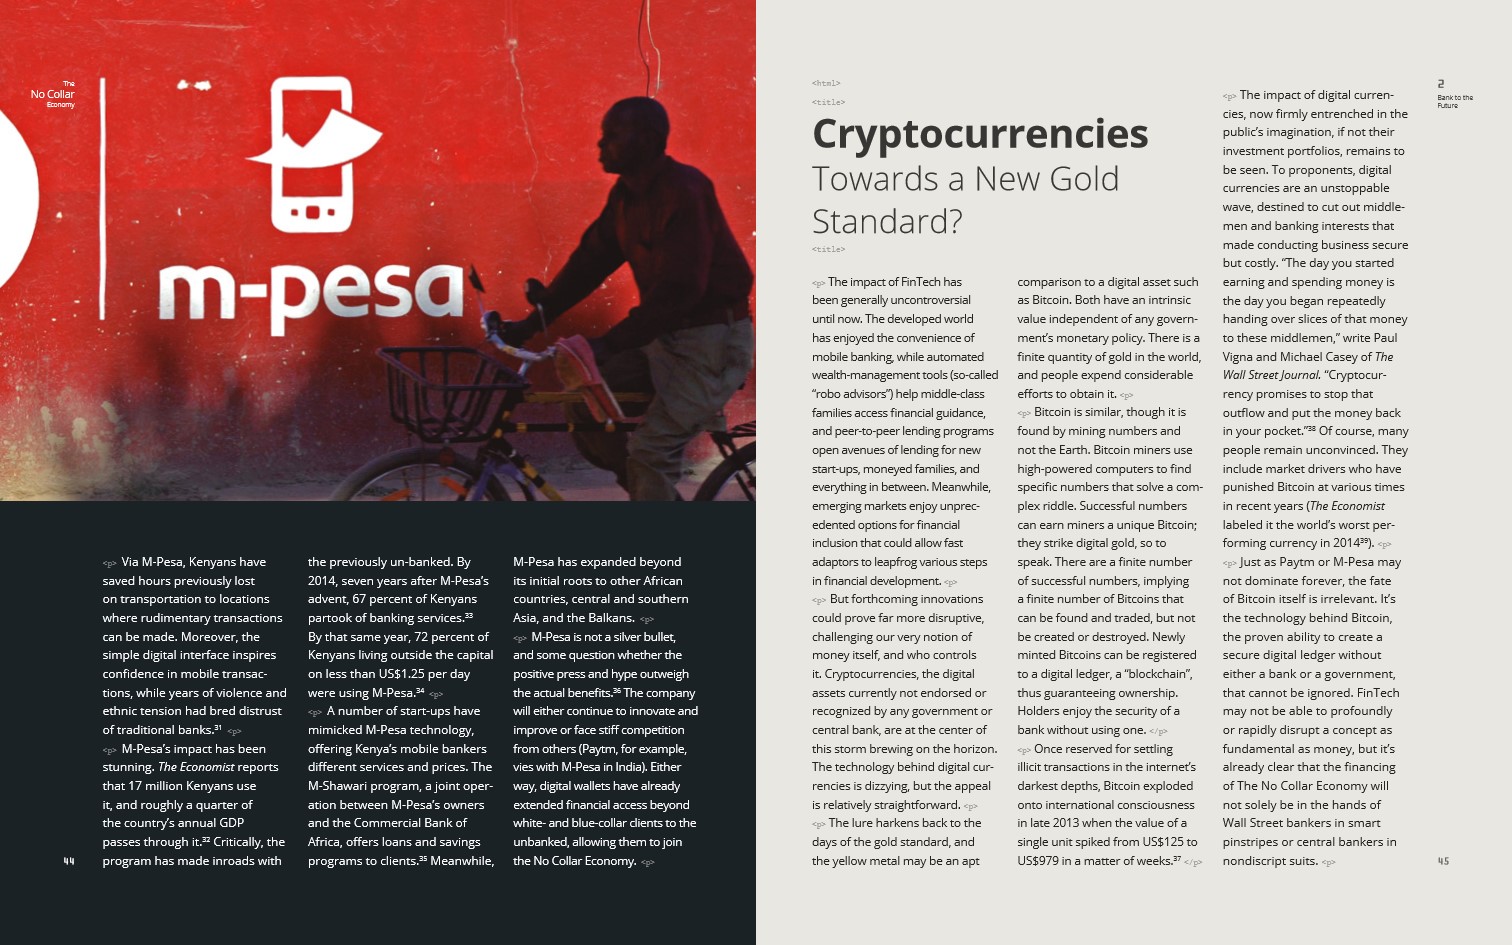 The
No Collar
Economy
m-pesa
<p> Via M-Pesa, Kenyans have
saved hours previously lost
on transportation to locations
where rudimentary transactions
can be made. Moreover, the
simple digital interface inspires
confidence in mobile transac-
tions, while years of violence and
ethnic tension had bred distrust
of traditional banks.³¹ <p>
<p> M-Pesa’s impact has been
stunning. The Economist reports
that 17 million Kenyans use
it, and roughly a quarter of
the country’s annual GDP
passes through it.³² Critically, the
program has made inroads with
the previously un-banked. By
2014, seven years after M-Pesa’s
advent, 67 percent of Kenyans
partook of banking services.³³
By that same year, 72 percent of
Kenyans living outside the capital
on less than US$1.25 per day
were using M-Pesa.³⁴ <p>
<p> A number of start-ups have
mimicked M-Pesa technology,
offering Kenya’s mobile bankers
different services and prices. The
M-Shawari program, a joint oper-
ation between M-Pesa’s owners
and the Commercial Bank of
Africa, offers loans and savings
programs to clients.³⁵ Meanwhile,
M-Pesa has expanded beyond
its initial roots to other African
countries, central and southern
Asia, and the Balkans. <p>
<p> M-Pesa is not a silver bullet,
and some question whether the
positive press and hype outweigh
the actual benefits.³⁶ The company
will either continue to innovate and
improve or face stiff competition
from others (Paytm, for example,
vies with M-Pesa in India). Either
way, digital wallets have already
extended financial access beyond
white- and blue-collar clients to the
unbanked, allowing them to join
the No Collar Economy. <p>
44
<html>
<title>
Cryptocurrencies
Towards a New Gold
Standard?
<title>
<p> The impact of FinTech has
been generally uncontroversial
until now. The developed world
has enjoyed the convenience of
mobile banking, while automated
wealth-management tools (so-called
“robo advisors”) help middle-class
families access financial guidance,
and peer-to-peer lending programs
open avenues of lending for new
start-ups, moneyed families, and
everything in between. Meanwhile,
emerging markets enjoy unprec-
edented options for financial
inclusion that could allow fast
adaptors to leapfrog various steps
in financial development. <p>
<p> But forthcoming innovations
could prove far more disruptive,
challenging our very notion of
money itself, and who controls
it. Cryptocurrencies, the digital
assets currently not endorsed or
recognized by any government or
central bank, are at the center of
this storm brewing on the horizon.
The technology behind digital cur-
rencies is dizzying, but the appeal
is relatively straightforward. <p>
<p> The lure harkens back to the
days of the gold standard, and
the yellow metal may be an apt
comparison to a digital asset such
as Bitcoin. Both have an intrinsic
value independent of any govern-
ment’s monetary policy. There is a
finite quantity of gold in the world,
and people expend considerable
efforts to obtain it. <p>
<p> Bitcoin is similar, though it is
found by mining numbers and
not the Earth. Bitcoin miners use
high-powered computers to find
specific numbers that solve a com-
plex riddle. Successful numbers
can earn miners a unique Bitcoin;
they strike digital gold, so to
speak. There are a finite number
of successful numbers, implying
a finite number of Bitcoins that
can be found and traded, but not
be created or destroyed. Newly
minted Bitcoins can be registered
to a digital ledger, a “blockchain”,
thus guaranteeing ownership.
Holders enjoy the security of a
bank without using one. </p>
<p> Once reserved for settling
illicit transactions in the internet’s
darkest depths, Bitcoin exploded
onto international consciousness
in late 2013 when the value of a
single unit spiked from US$125 to
US$979 in a matter of weeks.³⁷ </p>
<p> The impact of digital curren-
cies, now firmly entrenched in the
public’s imagination, if not their
investment portfolios, remains to
be seen. To proponents, digital
currencies are an unstoppable
wave, destined to cut out middle-
men and banking interests that
made conducting business secure
but costly. “The day you started
earning and spending money is
the day you began repeatedly
handing over slices of that money
to these middlemen,” write Paul
Vigna and Michael Casey of The
Wall Street Journal. “Cryptocur-
rency promises to stop that
outflow and put the money back
in your pocket.”³⁸ Of course, many
people remain unconvinced. They
include market drivers who have
punished Bitcoin at various times
in recent years (The Economist
labeled it the world’s worst per-
forming currency in 2014³⁹). <p>
<p> Just as Paytm or M-Pesa may
not dominate forever, the fate
of Bitcoin itself is irrelevant. It’s
the technology behind Bitcoin,
the proven ability to create a
secure digital ledger without
either a bank or a government,
that cannot be ignored. FinTech
may not be able to profoundly
or rapidly disrupt a concept as
fundamental as money, but it’s
already clear that the financing
of The No Collar Economy will
not solely be in the hands of
Wall Street bankers in smart
pinstripes or central bankers in
nondiscript suits. <p>
2
Bank to the
Future
45